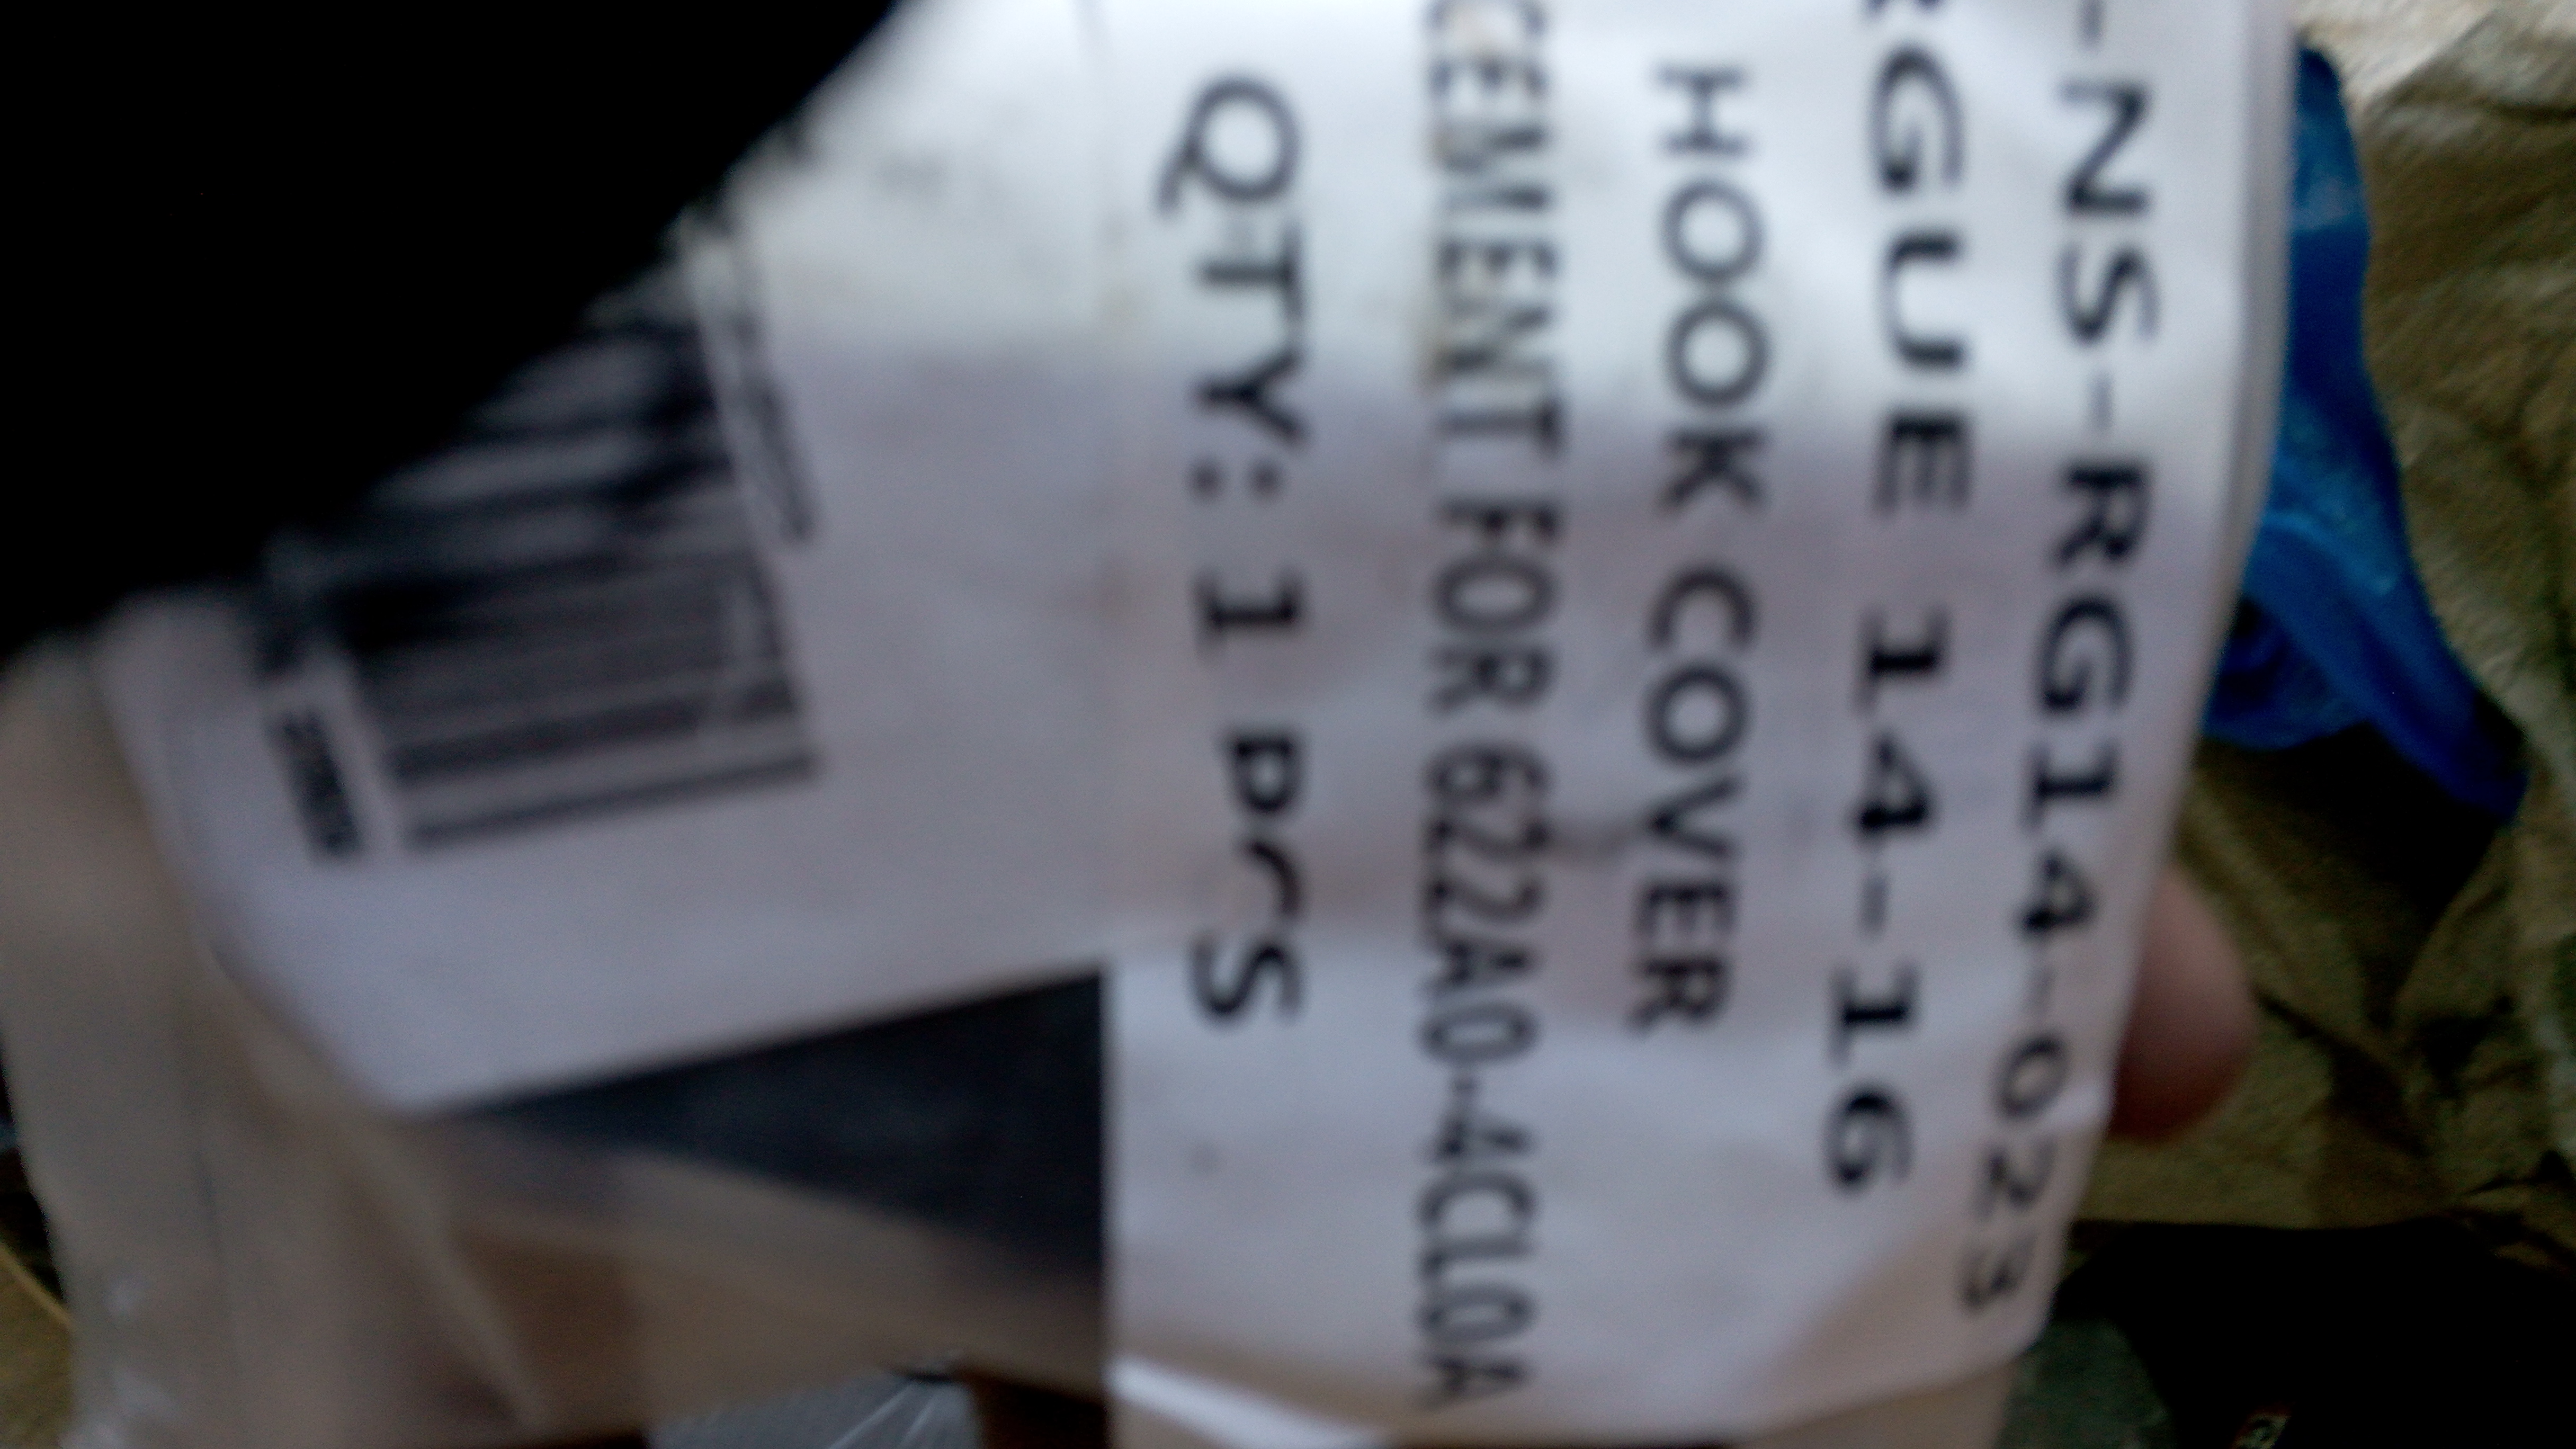 -NS-RG14-023
RGUE 14-16
HOOK COVER
CEMENT FOR 622A0-4CL0A
QTY: 1 PCS